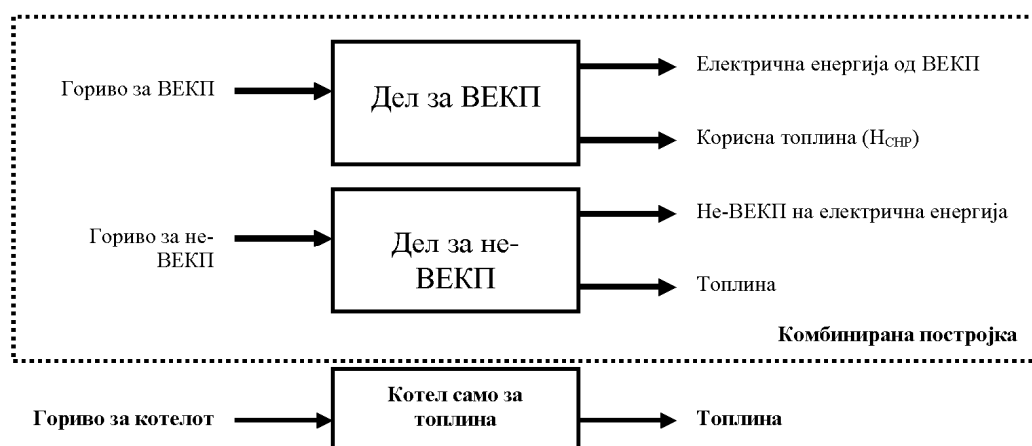 Гориво за ВЕКП
Дел за ВЕКП
Електрична енергија од ВЕКП
Корисна топлина (HCHP)
Гориво за не-
ВЕКП
Дел за не-
ВЕКП
Не-ВЕКП на електрична енергија
Топлина
Комбинирана постројка
Гориво за котелот
Котел само за
топлина
Топлина